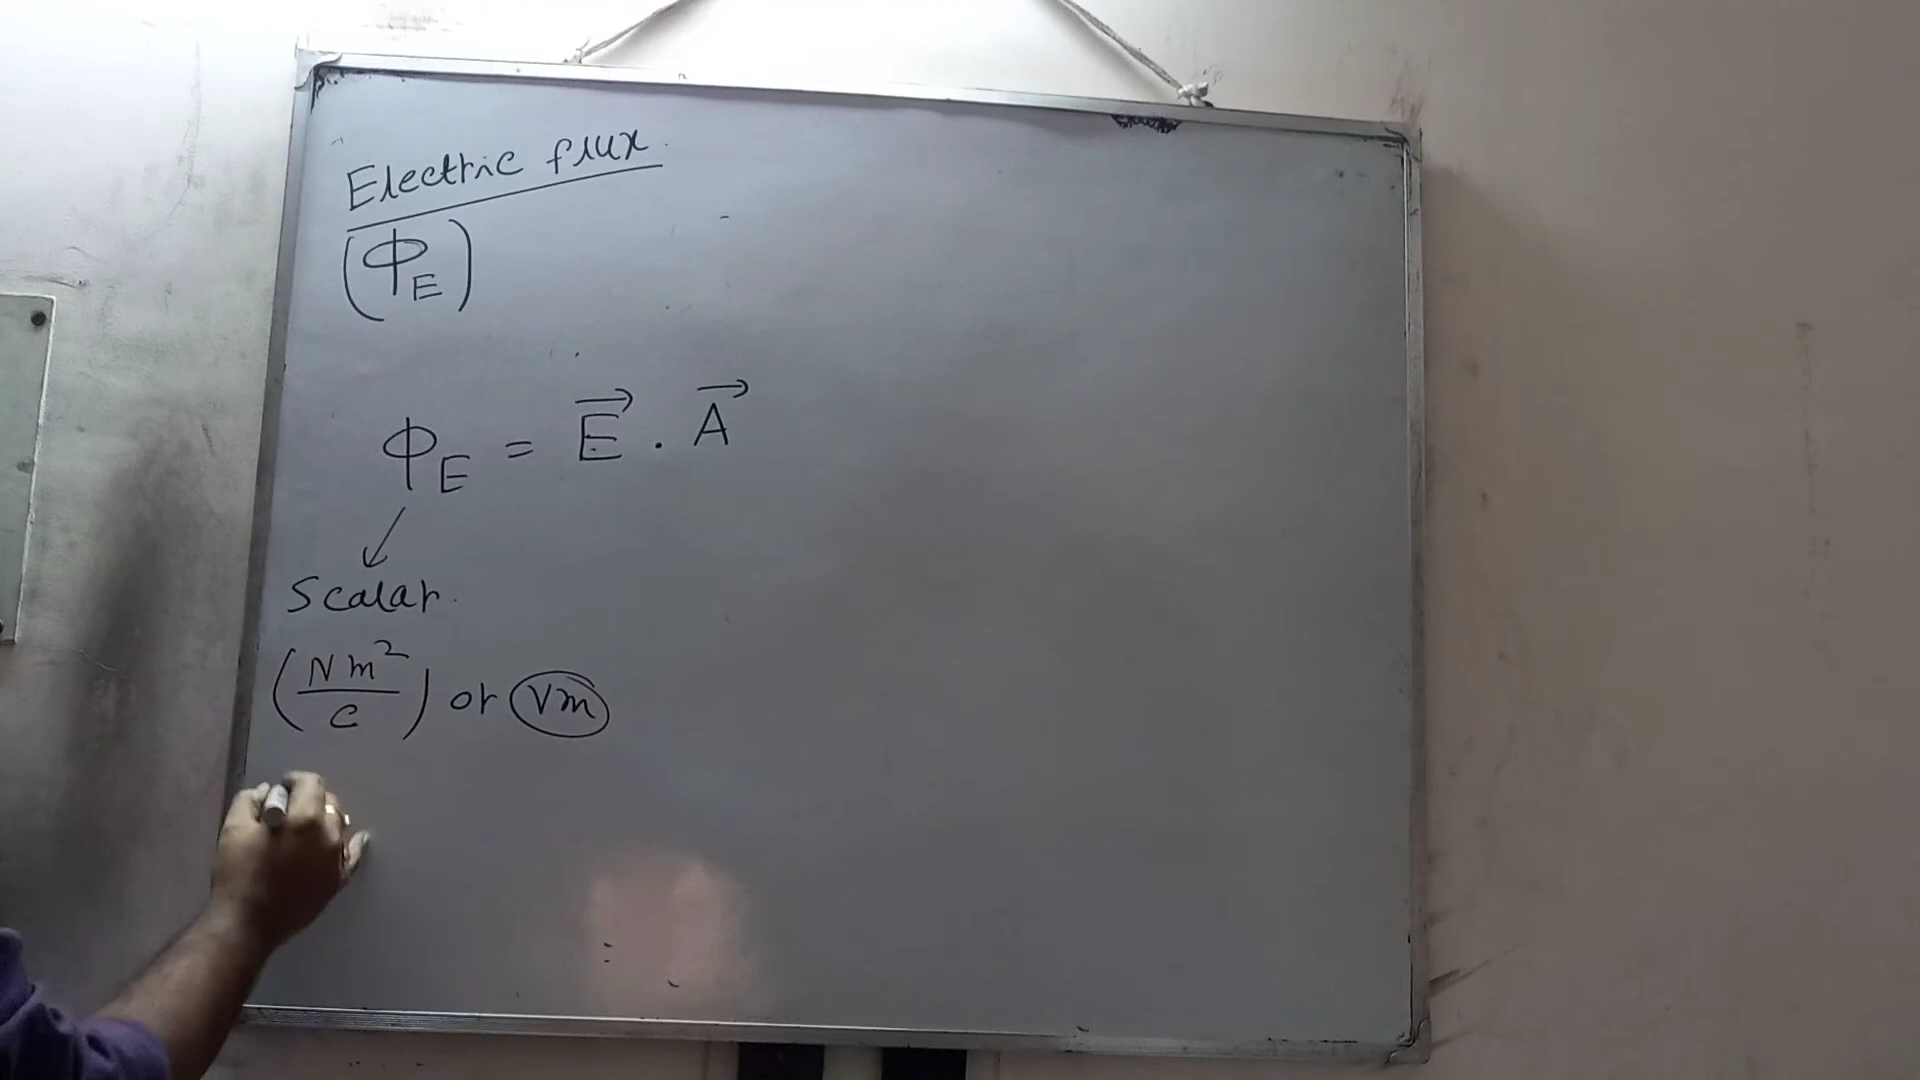 Electric flux.
(ΦE)
ΦE = E⃗ . A⃗
Scalar.
(Nm²/C) or Vm